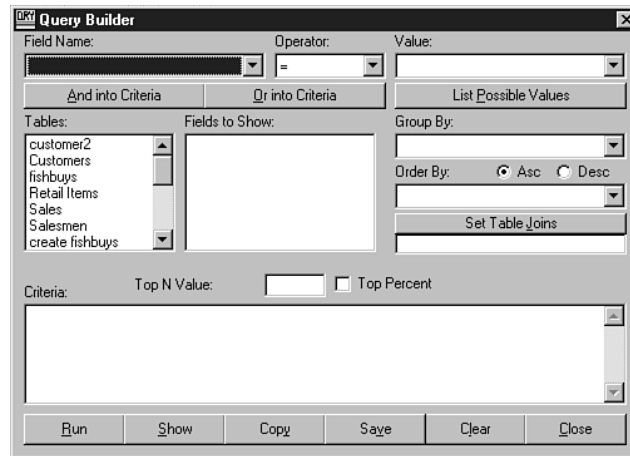 QRY Query Builder
Field Name: Operator: Value:
=
And into Criteria Or into Criteria List Possible Values
Tables: Fields to Show: Group By:
customer2
Customers
fishbuys
Retail Items
Sales
Salesmen
create fishbuys
Order By: Asc Desc
Set Table Joins
Top N Value: Top Percent
Criteria:
Run Show Copy Save Clear Close